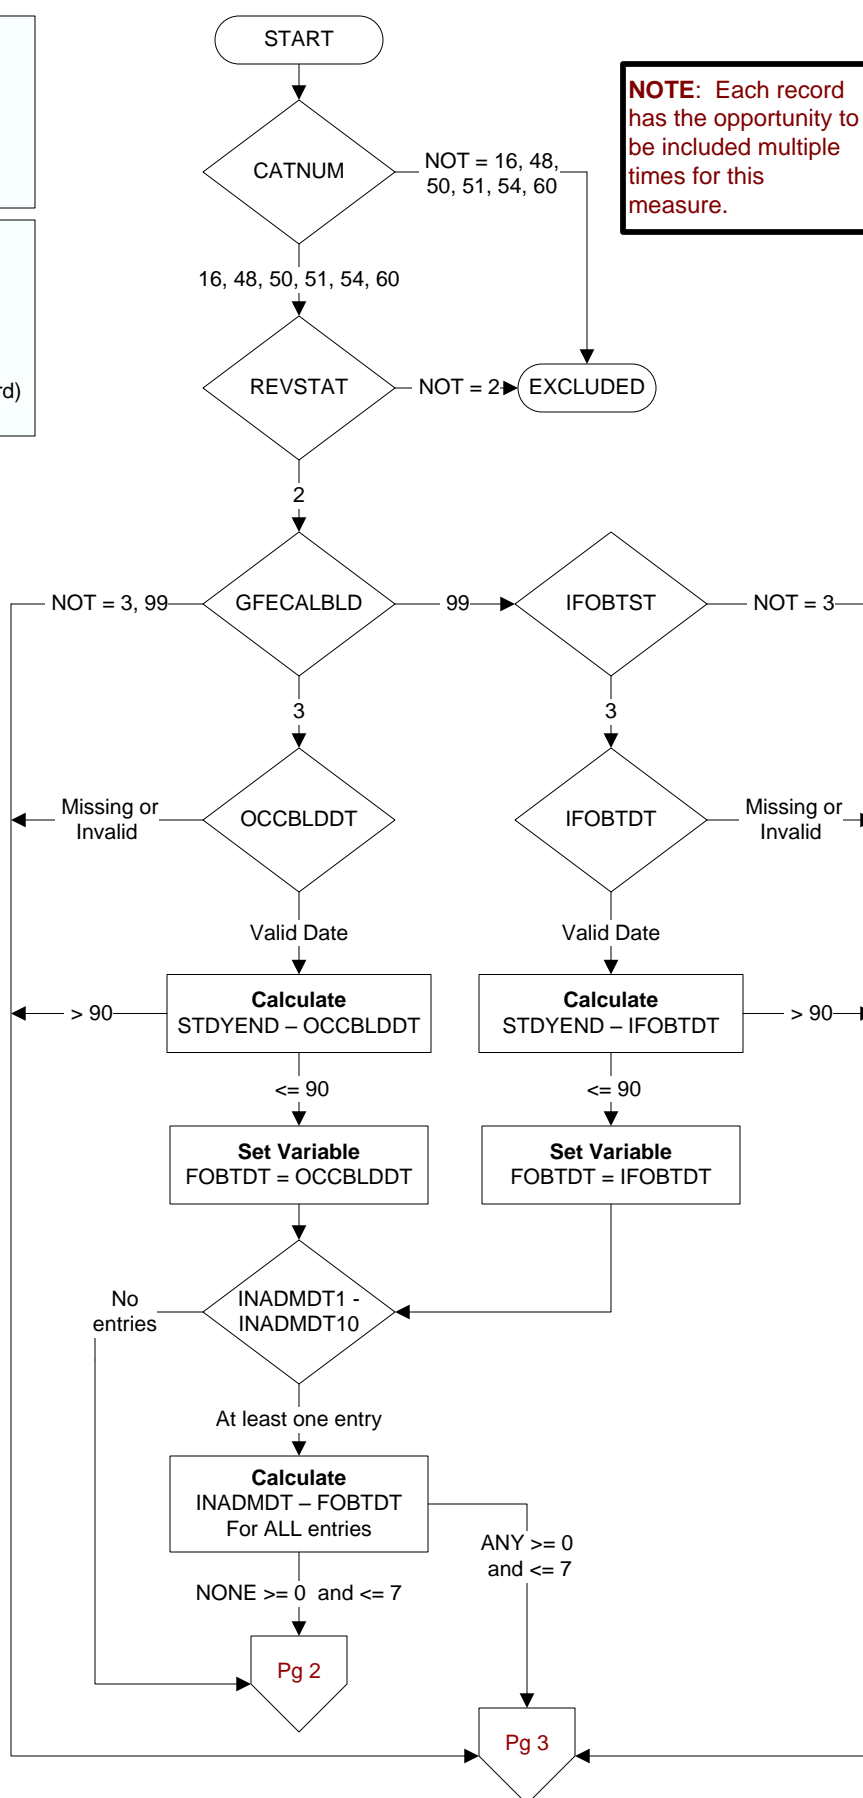 START
NOTE:  Each record
has the opportunity to
be included multiple
times for this
measure.
CATNUM
NOT = 16, 48,
50, 51, 54, 60
16, 48, 50, 51, 54, 60
rd)
REVSTAT
NOT = 2
EXCLUDED
2
NOT = 3, 99
GFECALBLD
99
IFOBTST
NOT = 3
3
3
Missing or
Invalid
OCCBLDDT
IFOBTDT
Missing or
Invalid
Valid Date
Valid Date
> 90
Calculate
STDYEND – OCCBLDDT
Calculate
STDYEND – IFOBTDT
> 90
<= 90
<= 90
Set Variable
FOBTDT = OCCBLDDT
Set Variable
FOBTDT = IFOBTDT
No
entries
INADMDT1 -
INADMDT10
At least one entry
Calculate
INADMDT – FOBTDT
For ALL entries
ANY >= 0
and <= 7
NONE >= 0  and <= 7
Pg 2
Pg 3